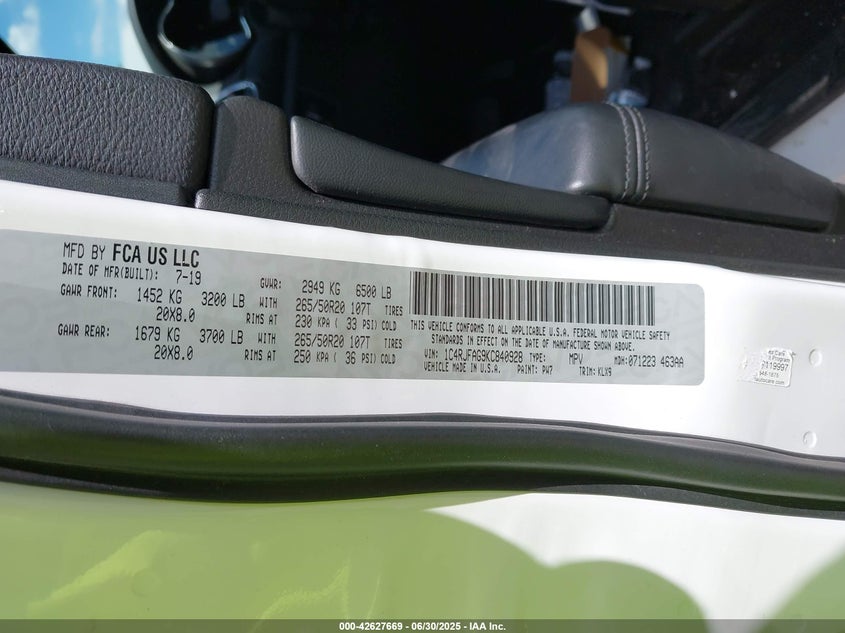 MFD BY FCA US LLC
DATE OF MFR(BUILT): 7-19
GVWR: 2949 KG 6500 LB
GAWR FRONT: 1452 KG 3200 LB WITH 265/50R20 107T TIRES
20X8.0 RIMS AT 230 KPA ( 33 PSI) COLD
GAWR REAR: 1679 KG 3700 LB WITH 265/50R20 107T TIRES
20X8.0 RIMS AT 250 KPA ( 36 PSI) COLD
THIS VEHICLE CONFORMS TO ALL APPLICABLE U.S.A. FEDERAL MOTOR VEHICLE SAFETY
STANDARDS IN EFFECT ON THE DATE OF MANUFACTURE SHOWN ABOVE.
VIN: 1C4RJFAG9KC840928 TYPE: MPV MDH: 071223 463AA
VEHICLE MADE IN U.S.A. PAINT: PW7 TRIM: KLX9
000-42627669 - 06/30/2025 - IAA Inc.